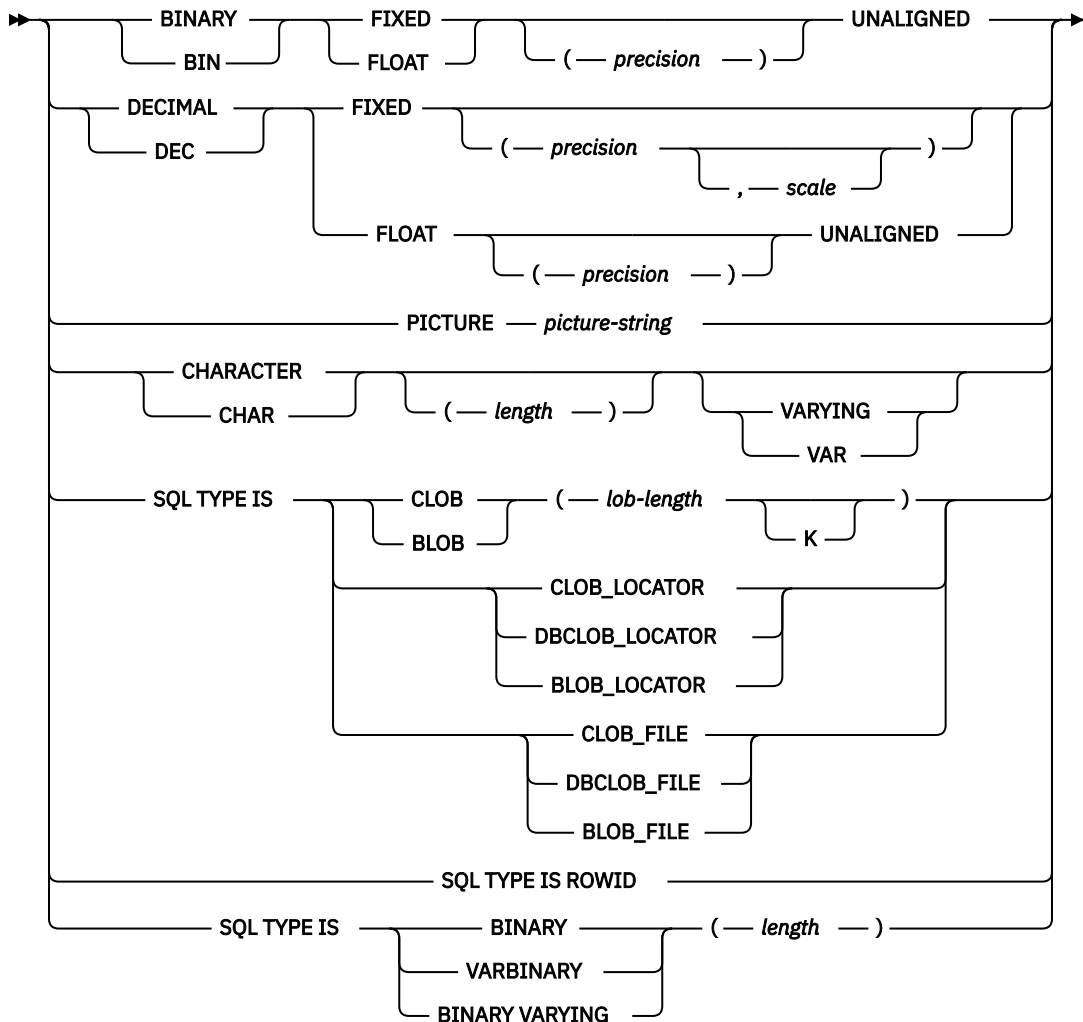 BINARY FIXED UNALIGNED
BIN FLOAT ( precision )
DECIMAL FIXED
DEC ( precision )
, scale
FLOAT UNALIGNED
( precision )
PICTURE picture-string
CHARACTER
CHAR ( length ) VARYING
VAR
SQL TYPE IS CLOB ( lob-length )
BLOB K
CLOB_LOCATOR
DBCLOB_LOCATOR
BLOB_LOCATOR
CLOB_FILE
DBCLOB_FILE
BLOB_FILE
SQL TYPE IS ROWID
SQL TYPE IS BINARY ( length )
VARBINARY
BINARY VARYING